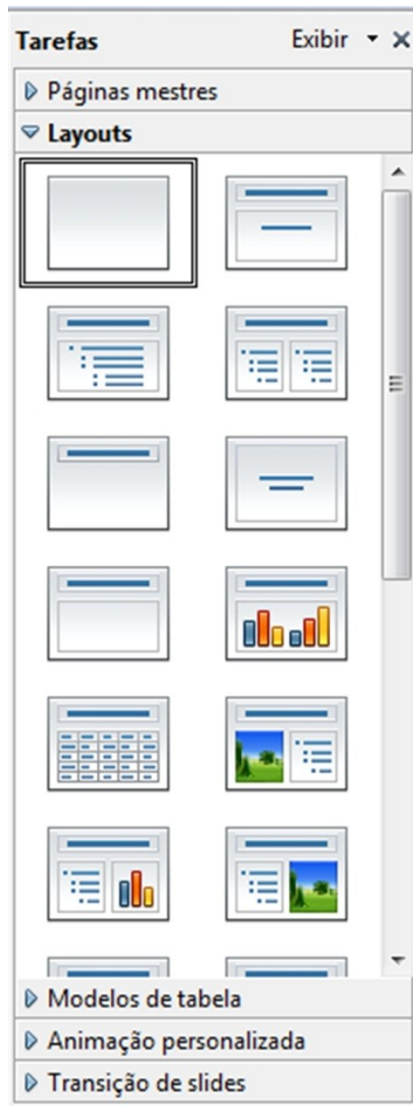 Tarefas Exibir
Páginas mestres
Layouts
Modelos de tabela
Animação personalizada
Transição de slides